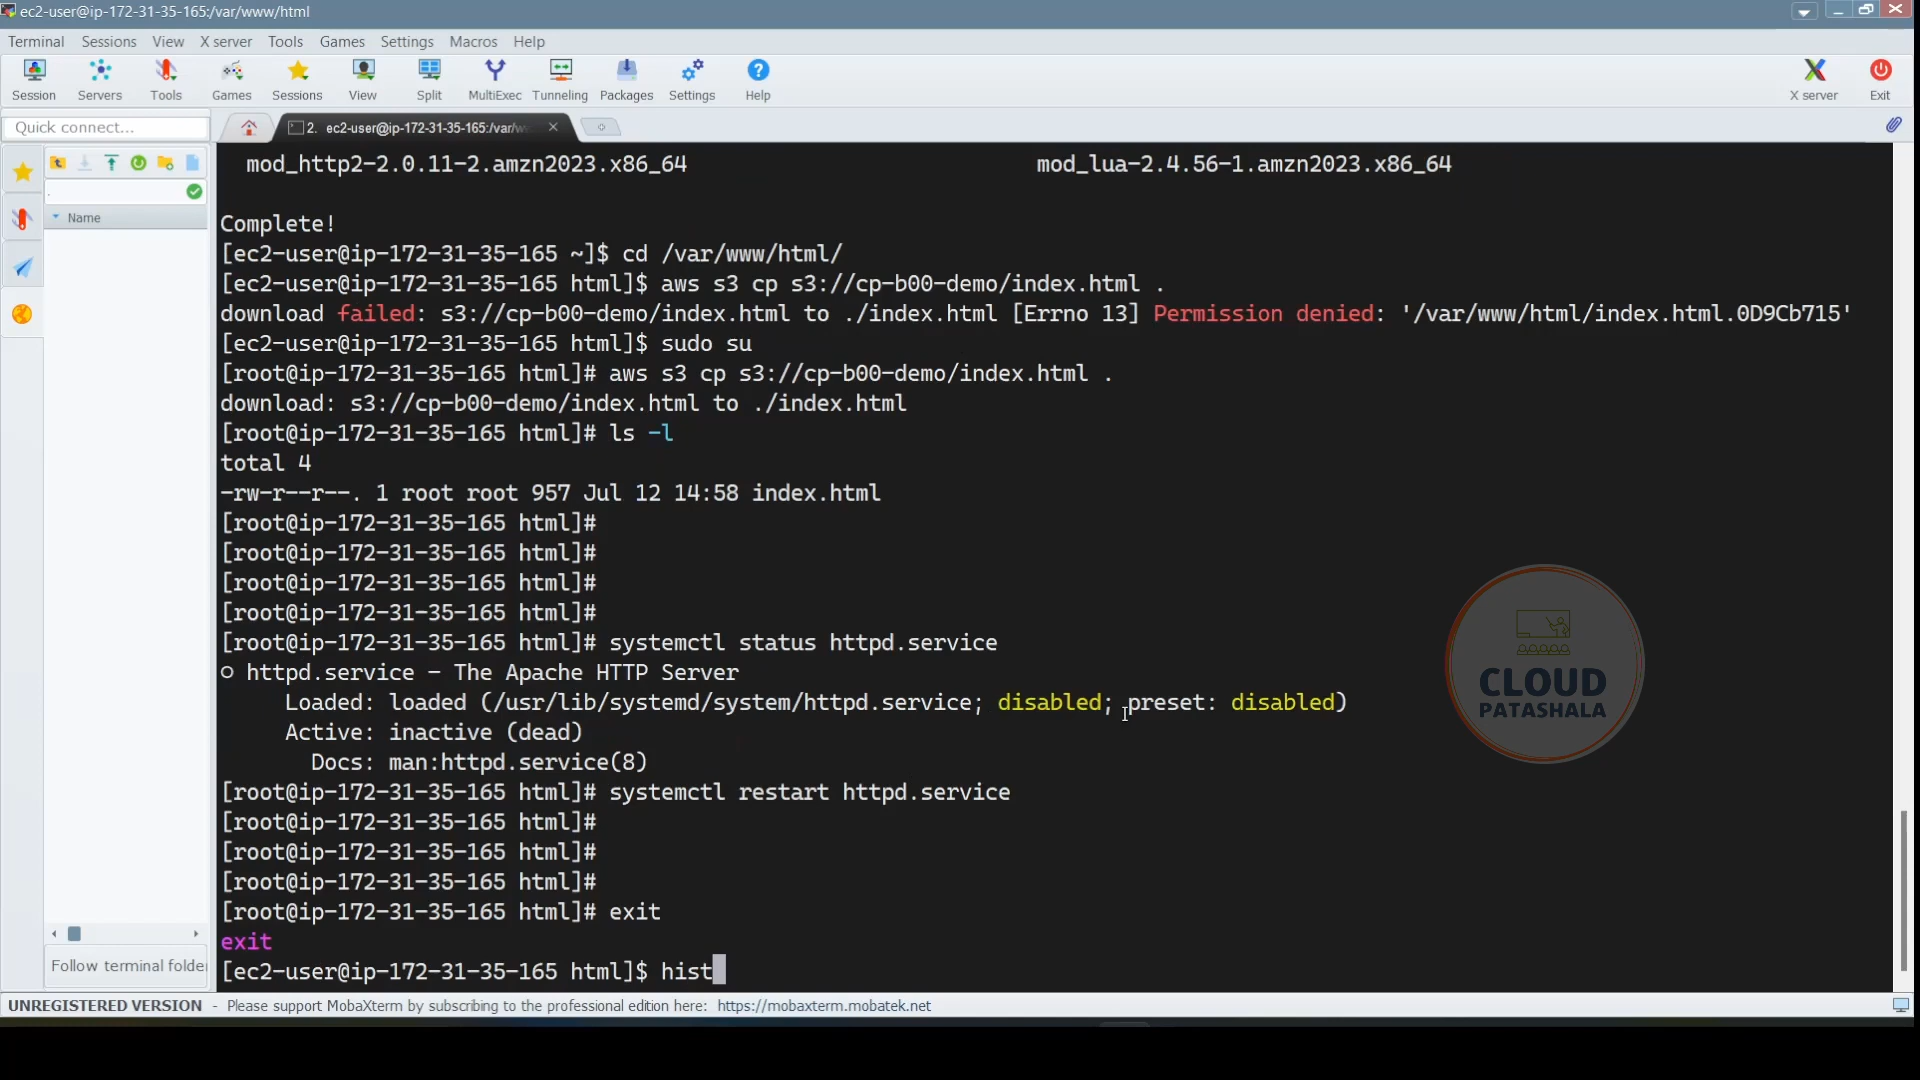 ec2-user@ip-172-31-35-165:/var/www/html
Terminal Sessions View X server Tools Games Settings Macros Help
Session Servers Tools Games Sessions View Split MultiExec Tunneling Packages Settings Help X server Exit
Quick connect...
2. ec2-user@ip-172-31-35-165:/var/w
Name
mod_http2-2.0.11-2.amzn2023.x86_64 mod_lua-2.4.56-1.amzn2023.x86_64
Complete!
[ec2-user@ip-172-31-35-165 ~]$ cd /var/www/html/
[ec2-user@ip-172-31-35-165 html]$ aws s3 cp s3://cp-b00-demo/index.html .
download failed: s3://cp-b00-demo/index.html to ./index.html [Errno 13] Permission denied: '/var/www/html/index.html.0D9Cb715'
[ec2-user@ip-172-31-35-165 html]$ sudo su
[root@ip-172-31-35-165 html]# aws s3 cp s3://cp-b00-demo/index.html .
download: s3://cp-b00-demo/index.html to ./index.html
[root@ip-172-31-35-165 html]# ls -l
total 4
-rw-r--r--. 1 root root 957 Jul 12 14:58 index.html
[root@ip-172-31-35-165 html]#
[root@ip-172-31-35-165 html]#
[root@ip-172-31-35-165 html]#
[root@ip-172-31-35-165 html]#
[root@ip-172-31-35-165 html]# systemctl status httpd.service
○ httpd.service - The Apache HTTP Server
Loaded: loaded (/usr/lib/systemd/system/httpd.service; disabled; preset: disabled)
Active: inactive (dead)
Docs: man:httpd.service(8)
[root@ip-172-31-35-165 html]# systemctl restart httpd.service
[root@ip-172-31-35-165 html]#
[root@ip-172-31-35-165 html]#
[root@ip-172-31-35-165 html]#
[root@ip-172-31-35-165 html]# exit
exit
[ec2-user@ip-172-31-35-165 html]$ hist
CLOUD
PATASHALA
Follow terminal folde
UNREGISTERED VERSION - Please support MobaXterm by subscribing to the professional edition here: https://mobaxterm.mobatek.net